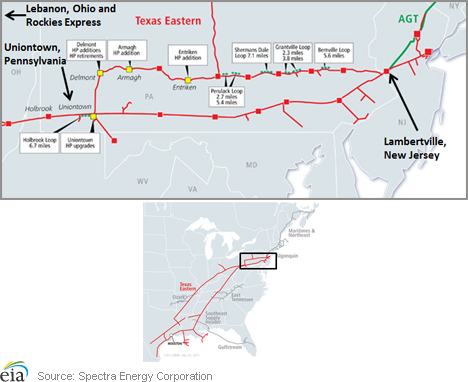 Lebanon, Ohio and
Rockies Express
Texas Eastern
NY
AGT
Uniontown,
Pennsylvania
Delmont
HP additions
HP retirements
Armagh
HP addition
Entriken
HP addition
Shermans Dale
Loop 7.1 miles
Grantville Loop
2.3 miles
3.8 miles
Bernville Loop
5.6 miles
OH
Delmont
Armagh
Entriken
Perulack Loop
2.7 miles
5.4 miles
Holbrook
Uniontown
PA
NJ
Lambertville,
New Jersey
Holbrook Loop
6.7 miles
Uniontown
HP upgrades
WV
VA
MD
Maritimes &
Northeast
Algonquin
Texas
Eastern
East
Tennessee
Southeast
Supply
Header
HOUSTON
Gulfstream
eia
Source: Spectra Energy Corporation